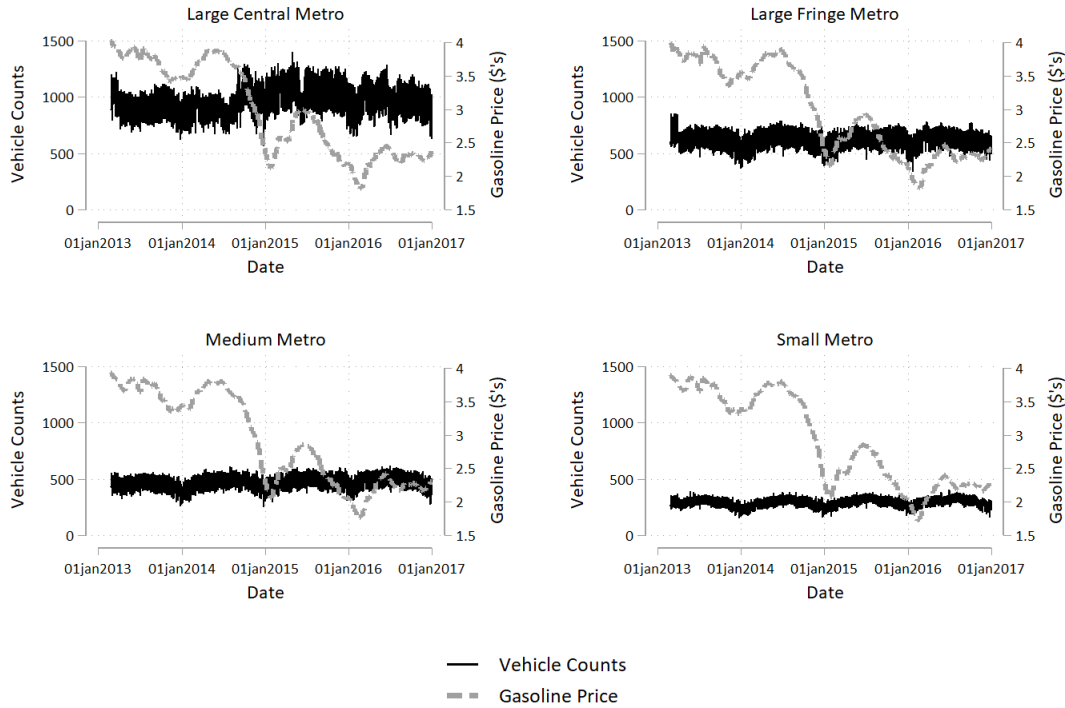 Large Central Metro
Vehicle Counts
1500
1000
500
0
4
3.5
3
2.5
2
1.5
Gasoline Price ($'s)
01jan2013 01jan2014 01jan2015 01jan2016 01jan2017
Date
Large Fringe Metro
Vehicle Counts
1500
1000
500
0
4
3.5
3
2.5
2
1.5
Gasoline Price ($'s)
01jan2013 01jan2014 01jan2015 01jan2016 01jan2017
Date
Medium Metro
Vehicle Counts
1500
1000
500
0
4
3.5
3
2.5
2
1.5
Gasoline Price ($'s)
01jan2013 01jan2014 01jan2015 01jan2016 01jan2017
Date
Small Metro
Vehicle Counts
1500
1000
500
0
4
3.5
3
2.5
2
1.5
Gasoline Price ($'s)
01jan2013 01jan2014 01jan2015 01jan2016 01jan2017
Date
Vehicle Counts
Gasoline Price